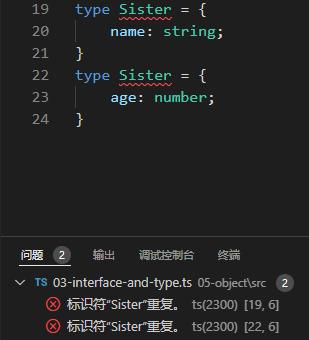 19 type Sister = {
20 name: string;
21 }
22 type Sister = {
23 age: number;
24 }
问题 2 输出 调试控制台 终端
TS 03-interface-and-type.ts 05-object\src 2
标识符“Sister”重复。 ts(2300) [19, 6]
标识符“Sister”重复。 ts(2300) [22, 6]